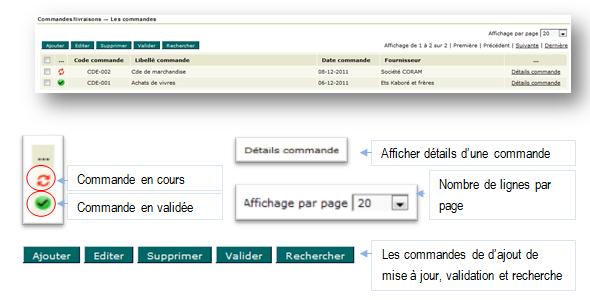 Commandes/livraisons — Les commandes
Affichage par page 20
Ajouter Editer Supprimer Valider Rechercher Affichage de 1 à 2 sur 2 | Première | Précédent | Suivante | Dernière
... Code commande Libellé commande Date commande Fournisseur ...
CDE-002 Cde de marchandise 08-12-2011 Société CORAM Détails commande
CDE-001 Achats de vivres 06-12-2011 Ets Kaboré et frères Détails commande
...
Commande en cours
Commande en validée
Détails commande
Afficher détails d'une commande
Affichage par page 20
Nombre de lignes par
page
Ajouter Editer Supprimer Valider Rechercher
Les commandes de d'ajout de
mise à jour, validation et recherche